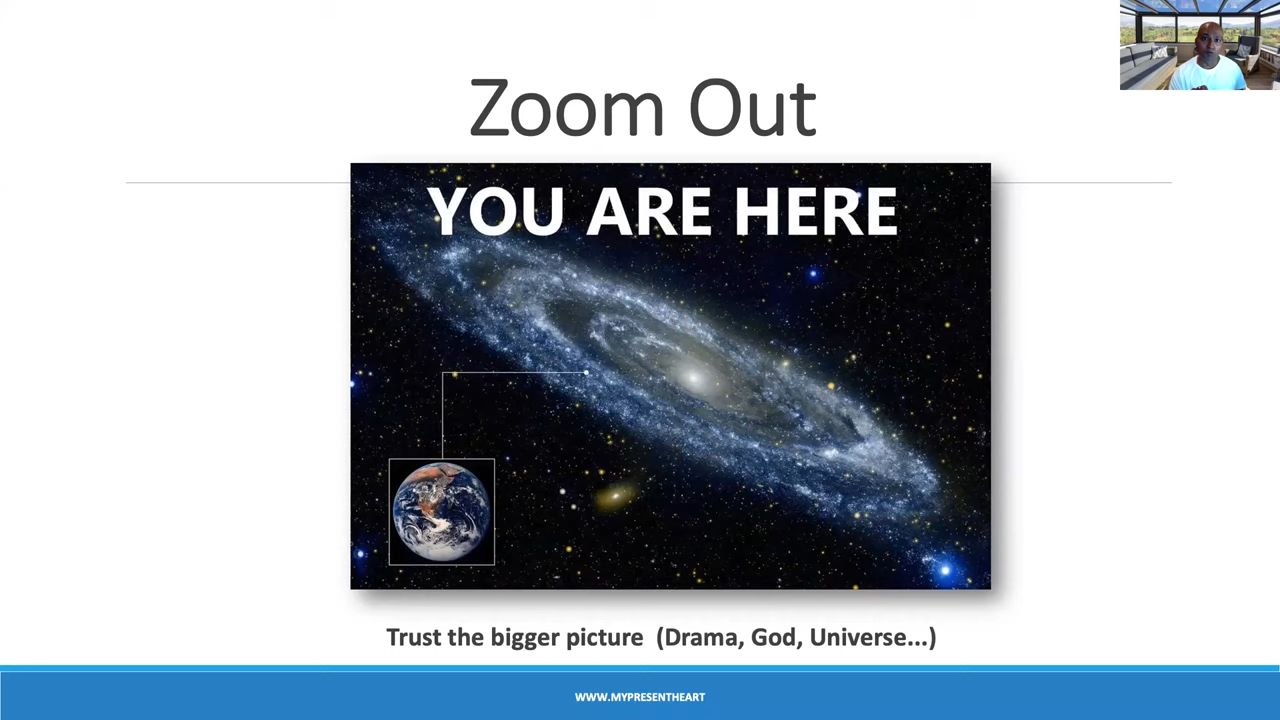 Zoom Out
YOU ARE HERE
Trust the bigger picture  (Drama, God, Universe...)
WWW.MYPRESENTHEART